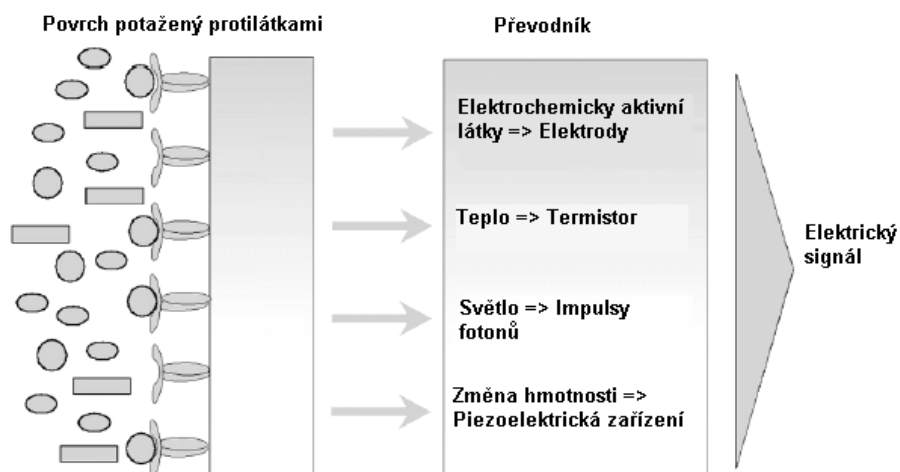 Povrch potažený protilátkami
Převodník
Elektrochemicky aktivní
látky => Elektrody
Teplo => Termistor
Světlo => Impulsy
fotonů
Změna hmotnosti =>
Piezoelektrická zařízení
Elektrický
signál